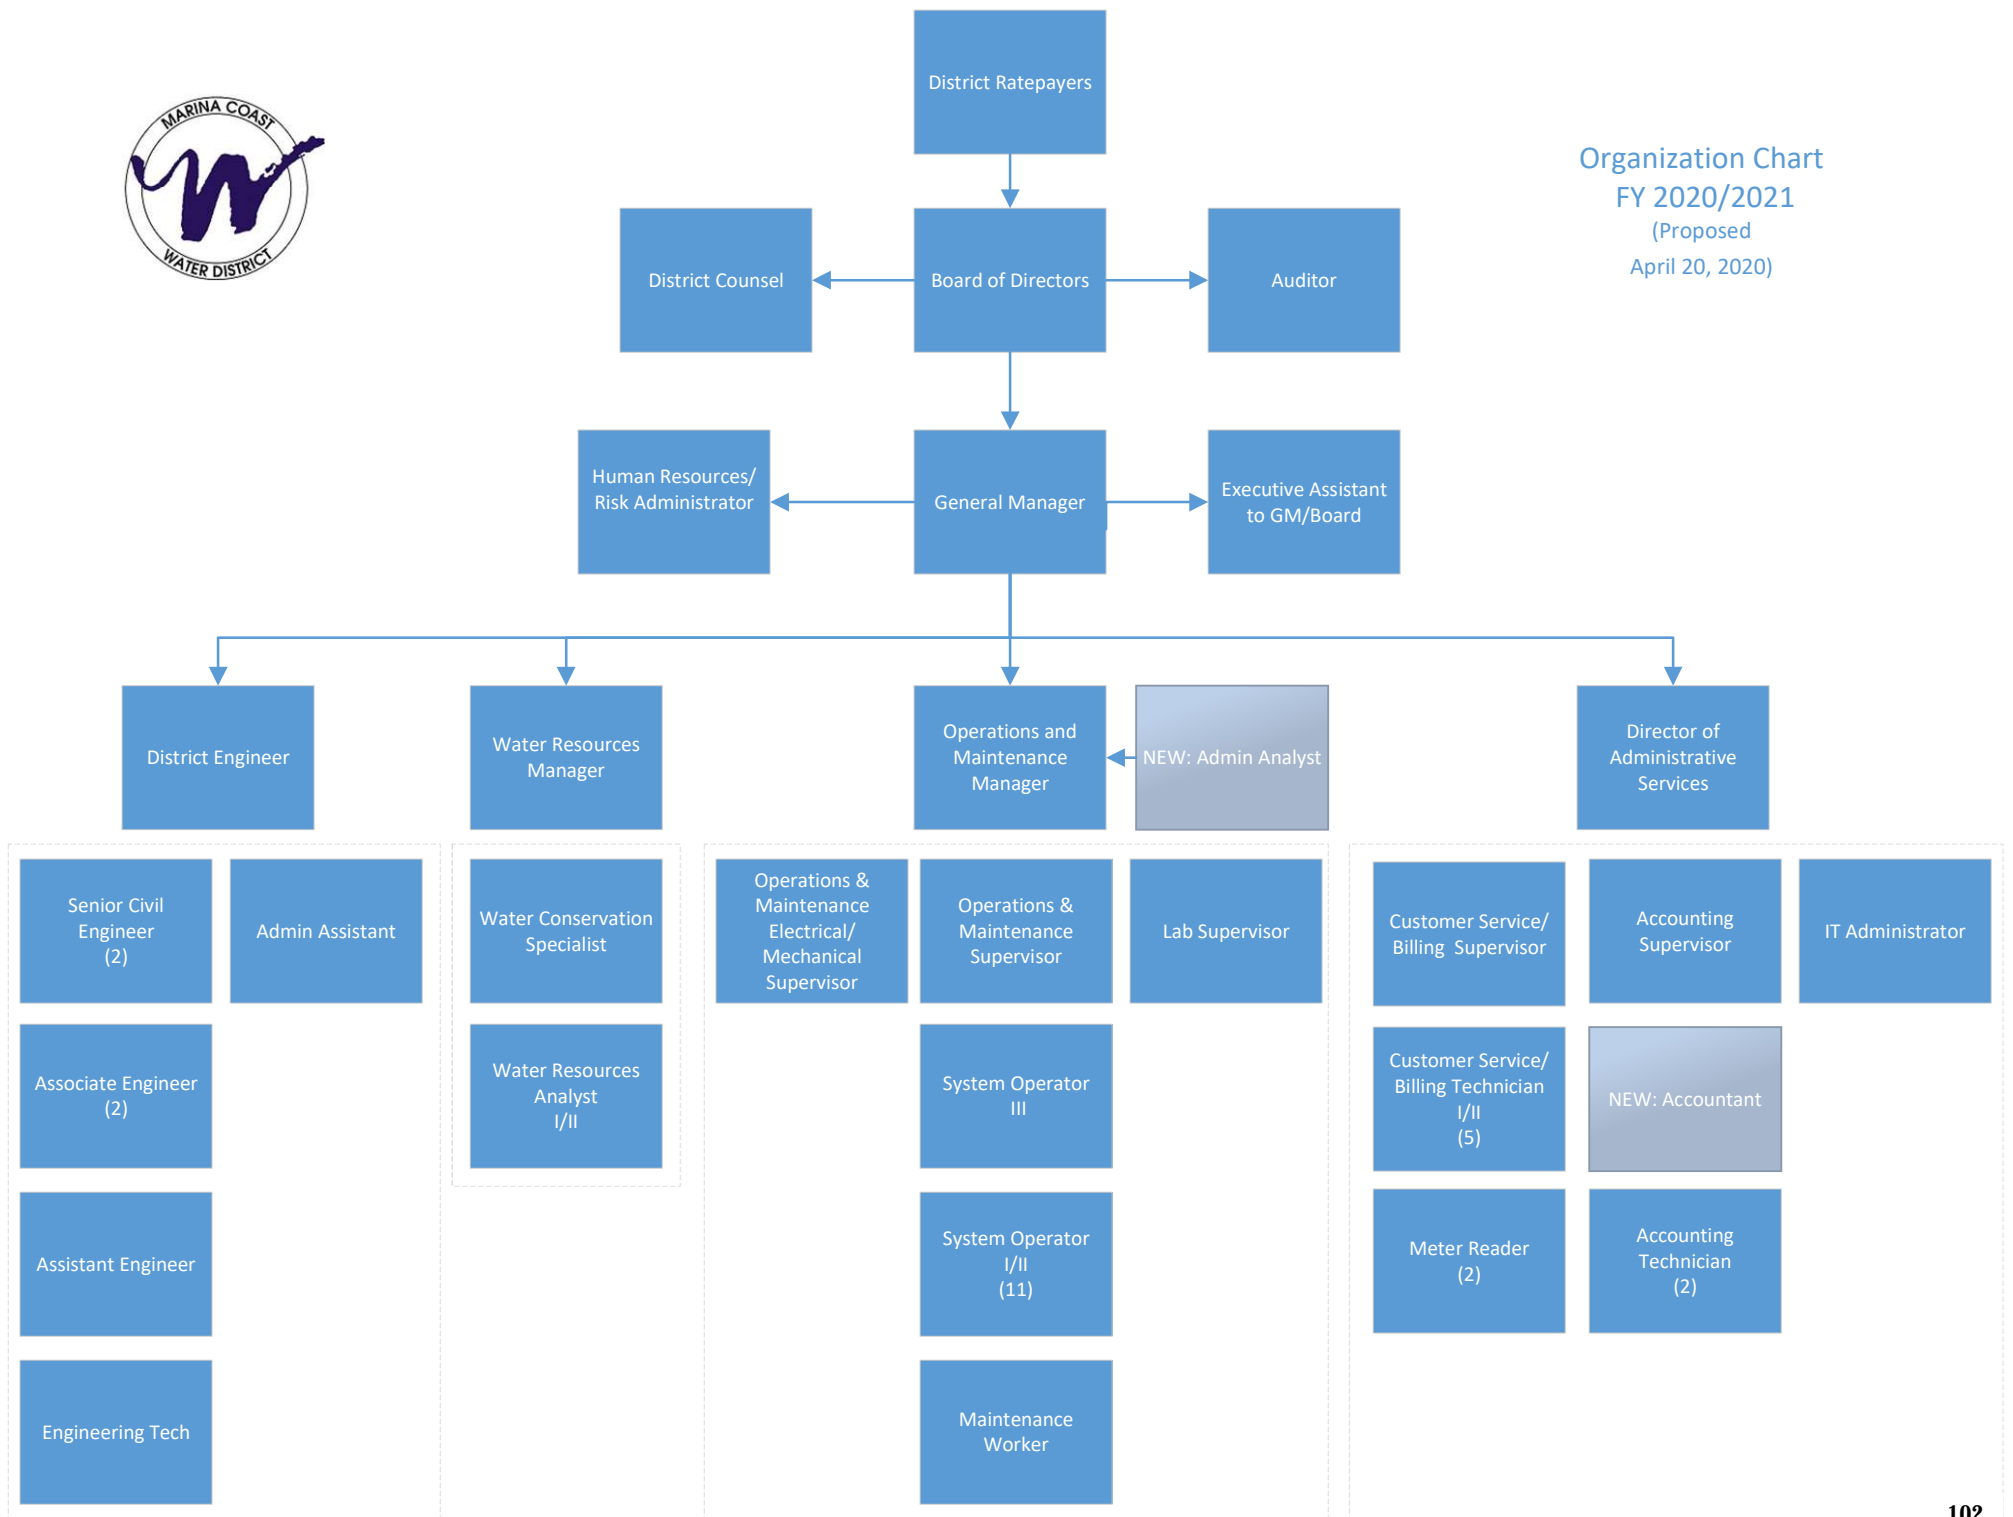 MARINA COAST
WATER DISTRICT
Organization Chart
FY 2020/2021
(Proposed
April 20, 2020)
District Ratepayers
District Counsel
Board of Directors
Auditor
Human Resources/
Risk Administrator
General Manager
Executive Assistant
to GM/Board
District Engineer
Water Resources
Manager
Operations and
Maintenance
Manager
NEW: Admin Analyst
Director of
Administrative
Services
Senior Civil
Engineer
(2)
Admin Assistant
Associate Engineer
(2)
Assistant Engineer
Engineering Tech
Water Conservation
Specialist
Water Resources
Analyst
I/II
Operations &
Maintenance
Electrical/
Mechanical
Supervisor
Operations &
Maintenance
Supervisor
Lab Supervisor
System Operator
III
System Operator
I/II
(11)
Maintenance
Worker
Customer Service/
Billing  Supervisor
Accounting
Supervisor
IT Administrator
Customer Service/
Billing Technician
I/II
(5)
NEW: Accountant
Meter Reader
(2)
Accounting
Technician
(2)
102